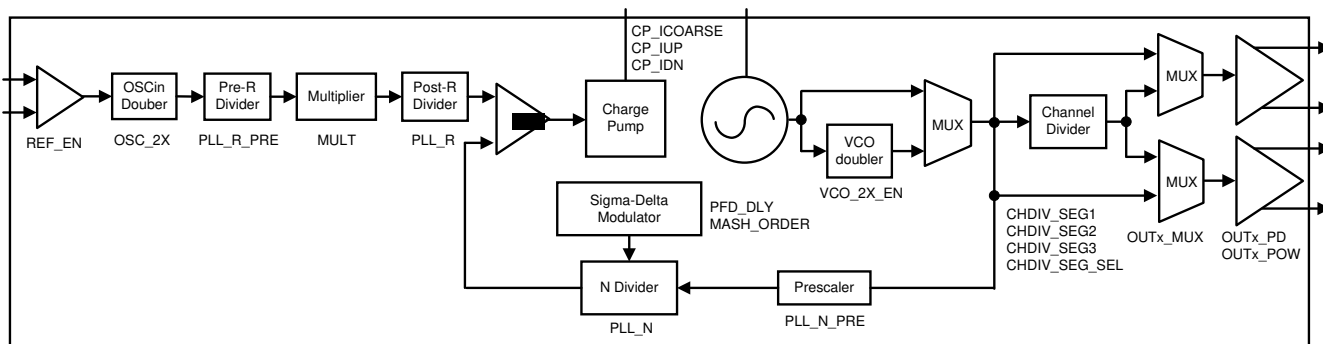 CP_ICOARSE
CP_IUP
CP_IDN
OSCin
Douber
Pre-R
Divider
Multiplier
Post-R
Divider
Charge
Pump
MUX
MUX
Channel
Divider
VCO
doubler
MUX
REF_EN
OSC_2X
PLL_R_PRE
MULT
PLL_R
VCO_2X_EN
Sigma-Delta
Modulator
PFD_DLY
MASH_ORDER
CHDIV_SEG1
CHDIV_SEG2
CHDIV_SEG3
CHDIV_SEG_SEL
OUTx_MUX
OUTx_PD
OUTx_POW
N Divider
Prescaler
PLL_N
PLL_N_PRE